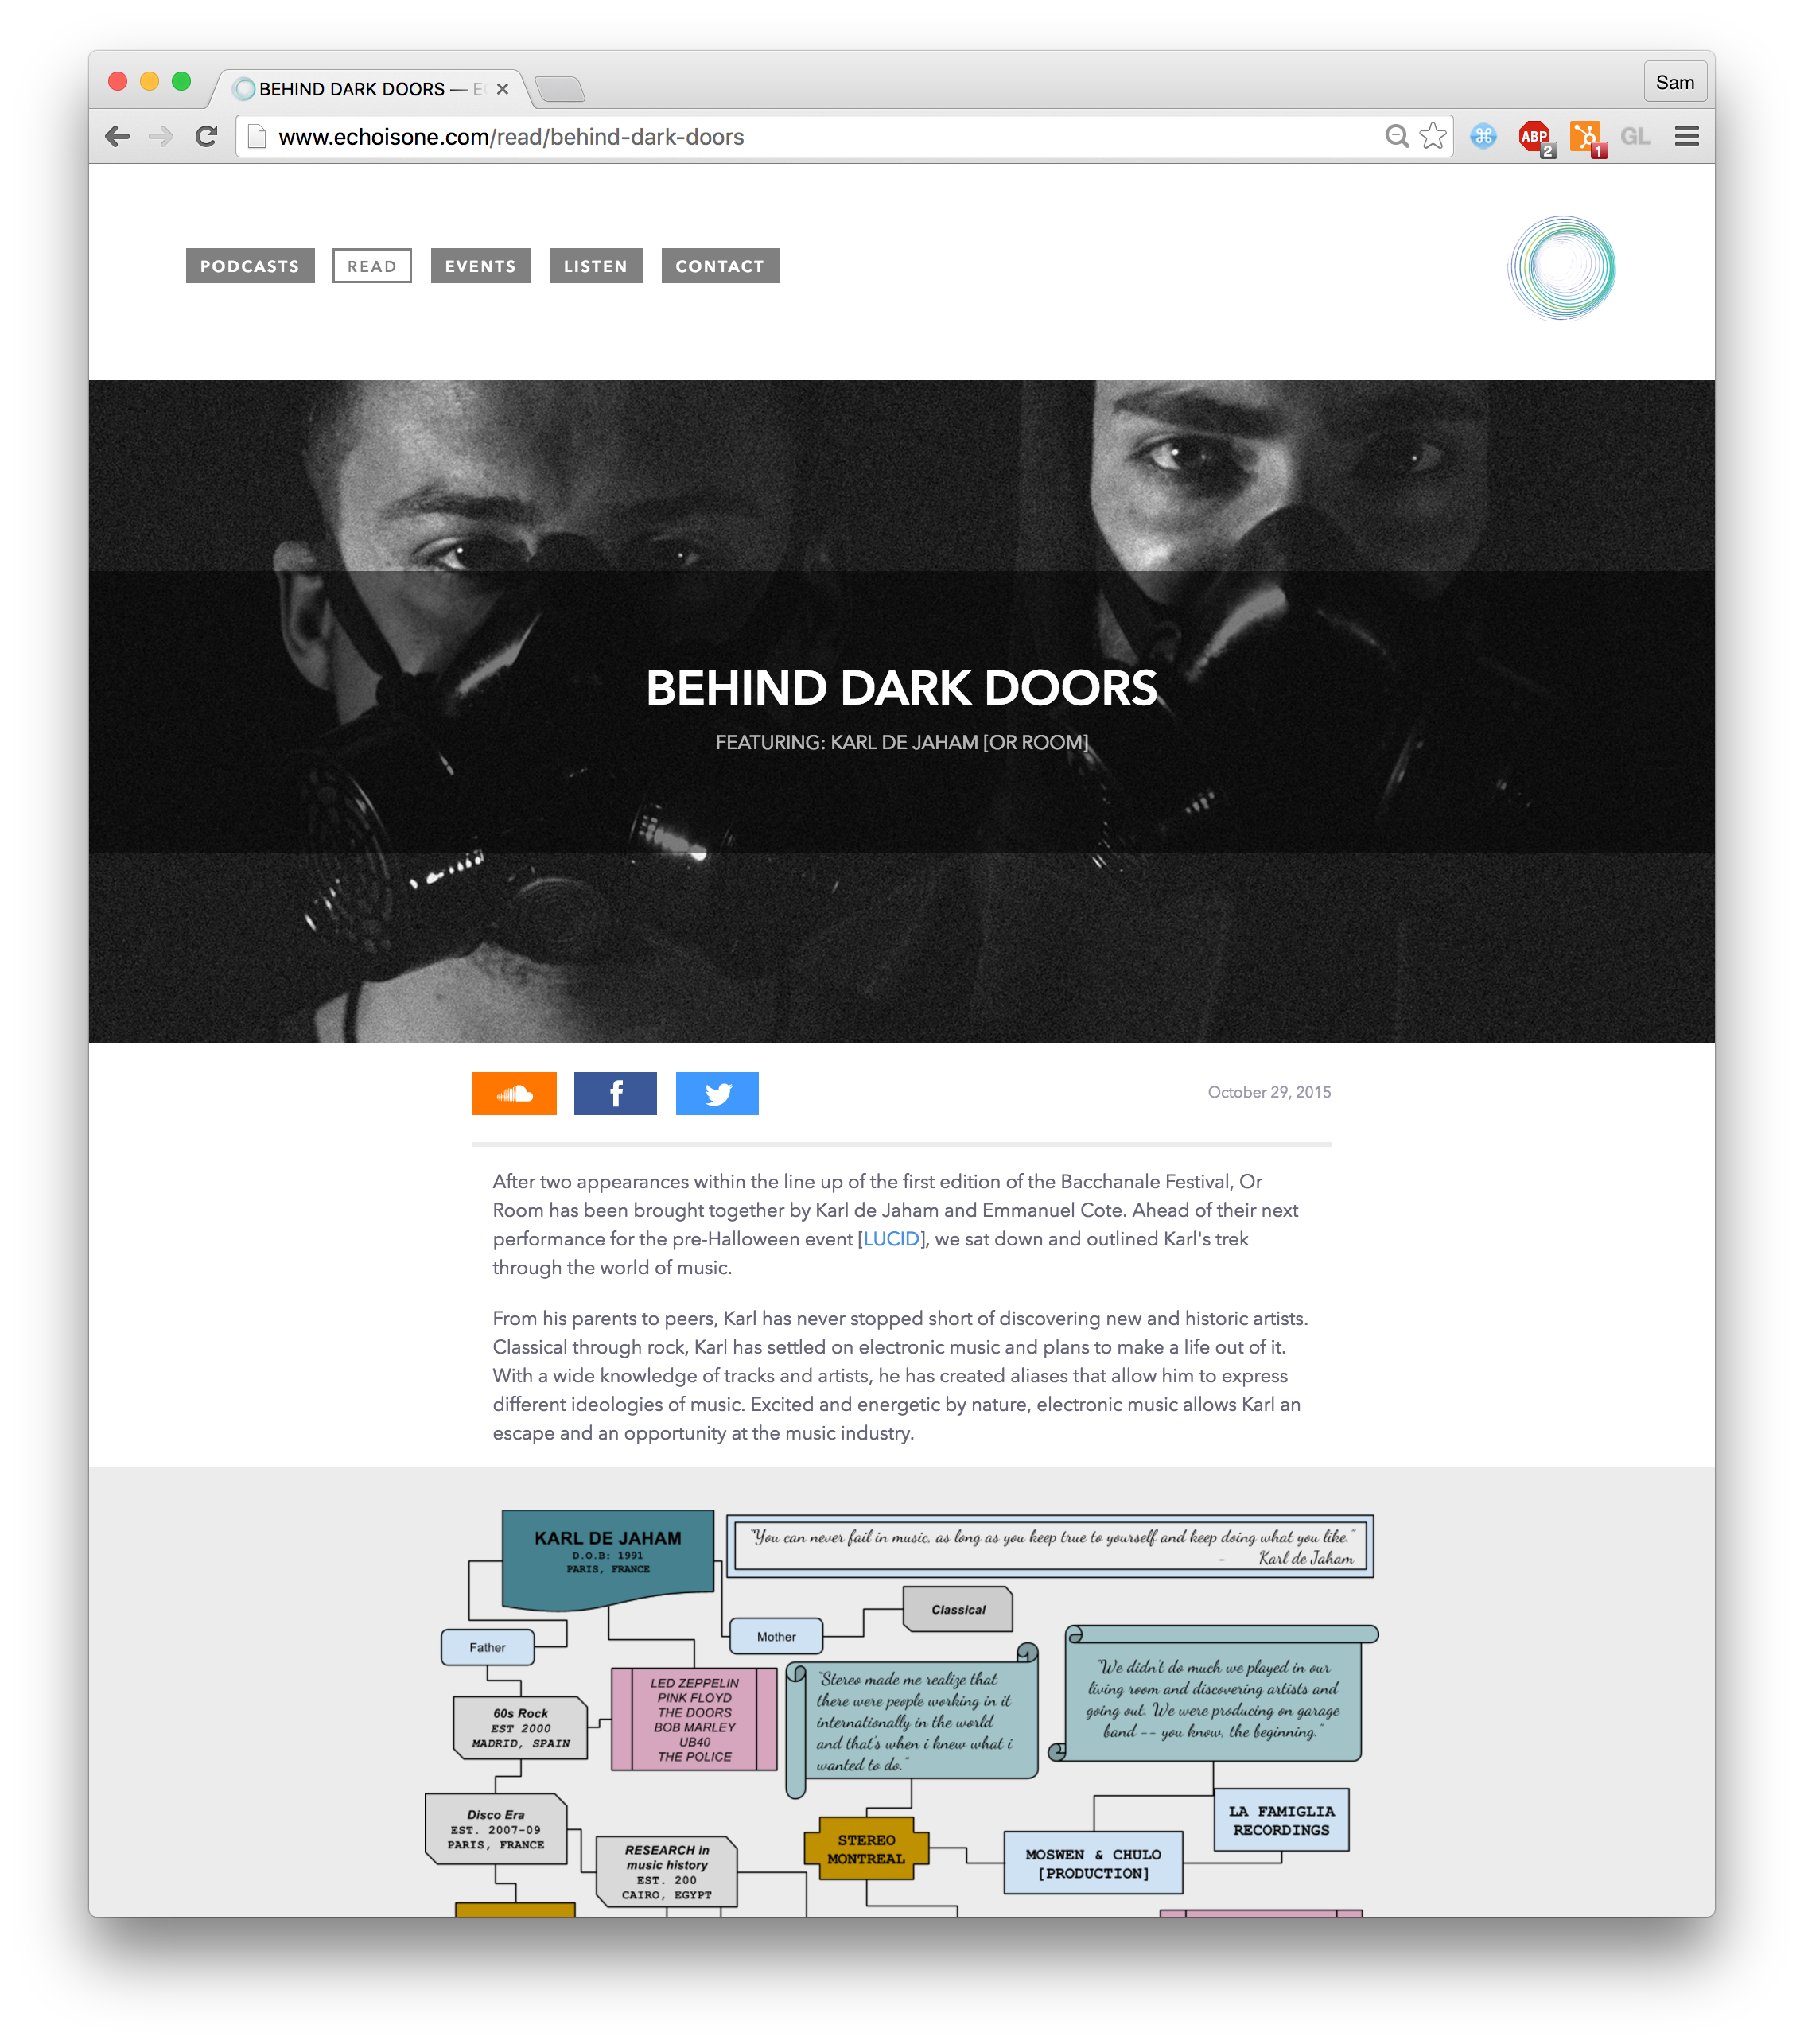 BEHIND DARK DOORS — EC
Sam
www.echoisone.com/read/behind-dark-doors
ABP
2
1
GL
PODCASTS
READ
EVENTS
LISTEN
CONTACT
BEHIND DARK DOORS
FEATURING: KARL DE JAHAM [OR ROOM]
f
October 29, 2015
After two appearances within the line up of the first edition of the Bacchanale Festival, Or
Room has been brought together by Karl de Jaham and Emmanuel Cote. Ahead of their next
performance for the pre-Halloween event [LUCID], we sat down and outlined Karl's trek
through the world of music.
From his parents to peers, Karl has never stopped short of discovering new and historic artists.
Classical through rock, Karl has settled on electronic music and plans to make a life out of it.
With a wide knowledge of tracks and artists, he has created aliases that allow him to express
different ideologies of music. Excited and energetic by nature, electronic music allows Karl an
escape and an opportunity at the music industry.
KARL DE JAHAM
D.O.B: 1991
PARIS, FRANCE
"You can never fail in music, as long as you keep true to yourself and keep doing what you like."
- Karl de Jaham
Classical
Father
Mother
LED ZEPPELIN
PINK FLOYD
THE DOORS
BOB MARLEY
UB40
THE POLICE
"Stereo made me realize that
there were people working in it
internationally in the world
and that's when i knew what i
wanted to do."
"We didn't do much we played in our
living room and discovering artists and
going out. We were producing on garage
band -- you know, the beginning."
60s Rock
EST 2000
MADRID, SPAIN
Disco Era
EST. 2007-09
PARIS, FRANCE
RESEARCH in
music history
EST. 200
CAIRO, EGYPT
STEREO
MONTREAL
MOSWEN & CHULO
[PRODUCTION]
LA FAMIGLIA
RECORDINGS